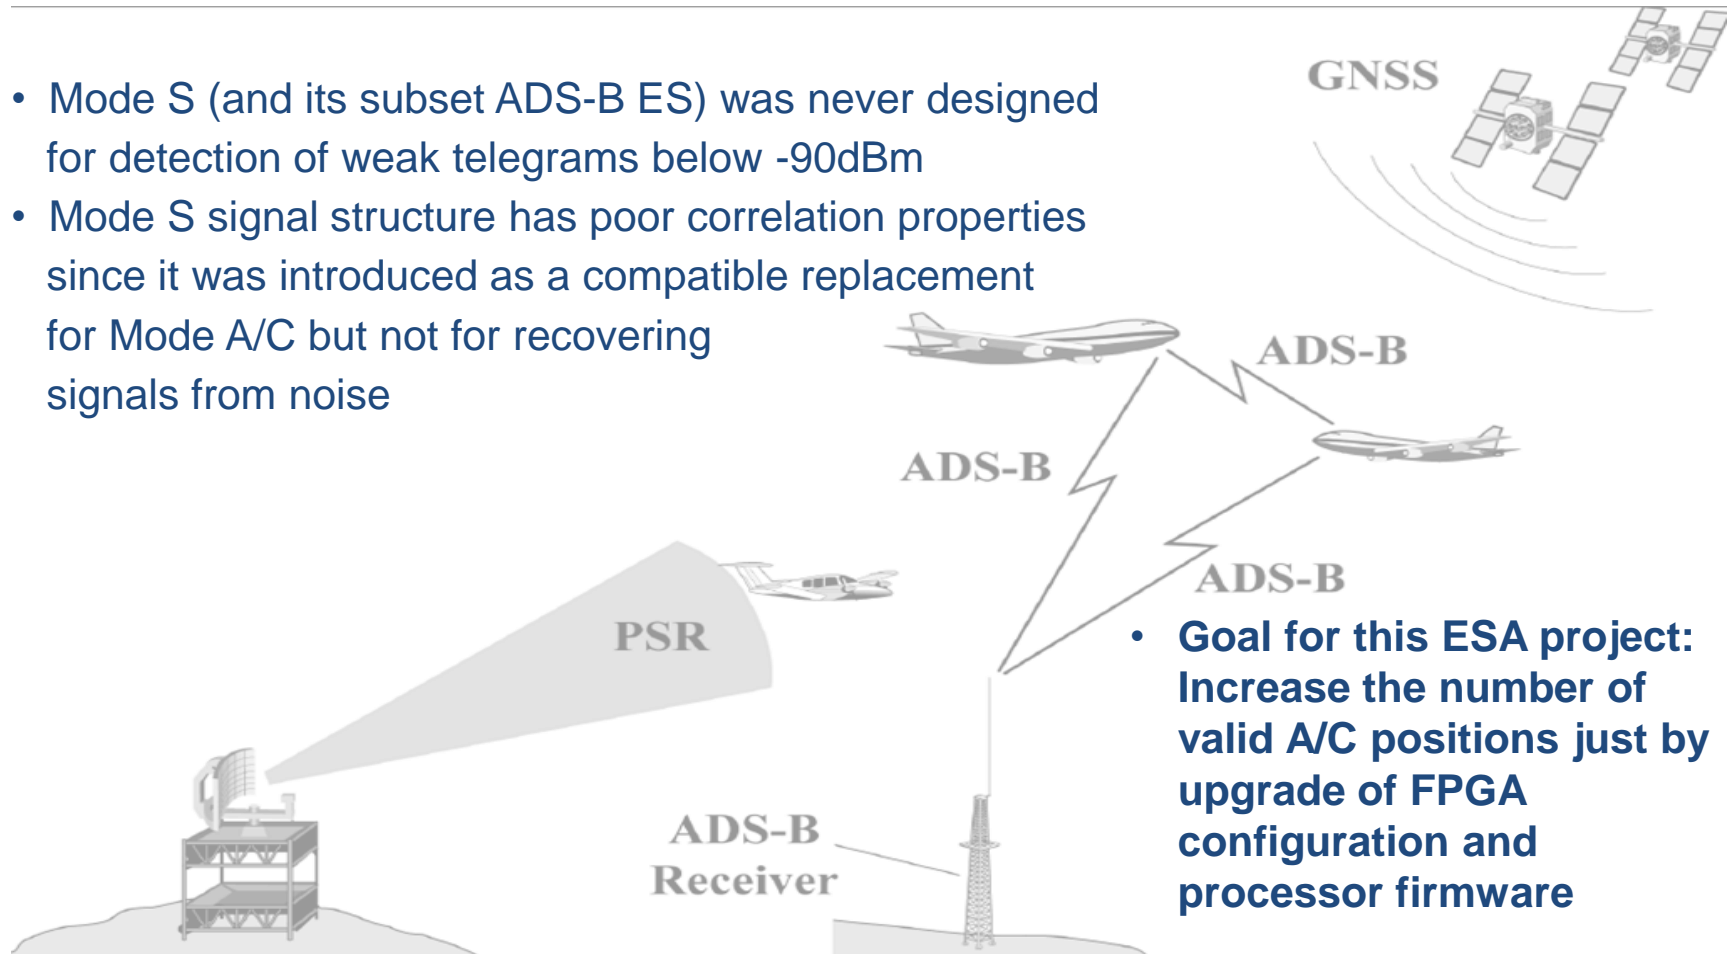 GNSS
• Mode S (and its subset ADS-B ES) was never designed
for detection of weak telegrams below -90dBm
• Mode S signal structure has poor correlation properties
since it was introduced as a compatible replacement
for Mode A/C but not for recovering
signals from noise
ADS-B
ADS-B
ADS-B
PSR
• Goal for this ESA project:
Increase the number of
valid A/C positions just by
upgrade of FPGA
configuration and
processor firmware
ADS-B
Receiver